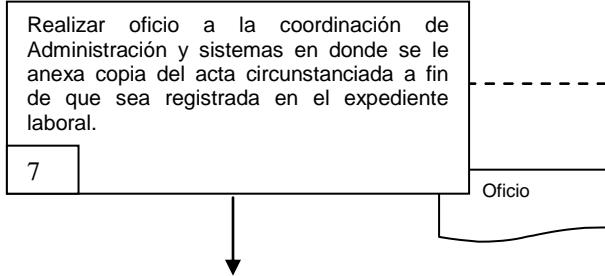 Realizar oficio a la coordinación de
Administración y sistemas en donde se le
anexa copia del acta circunstanciada a fin
de que sea registrada en el expediente
laboral.
7
Oficio